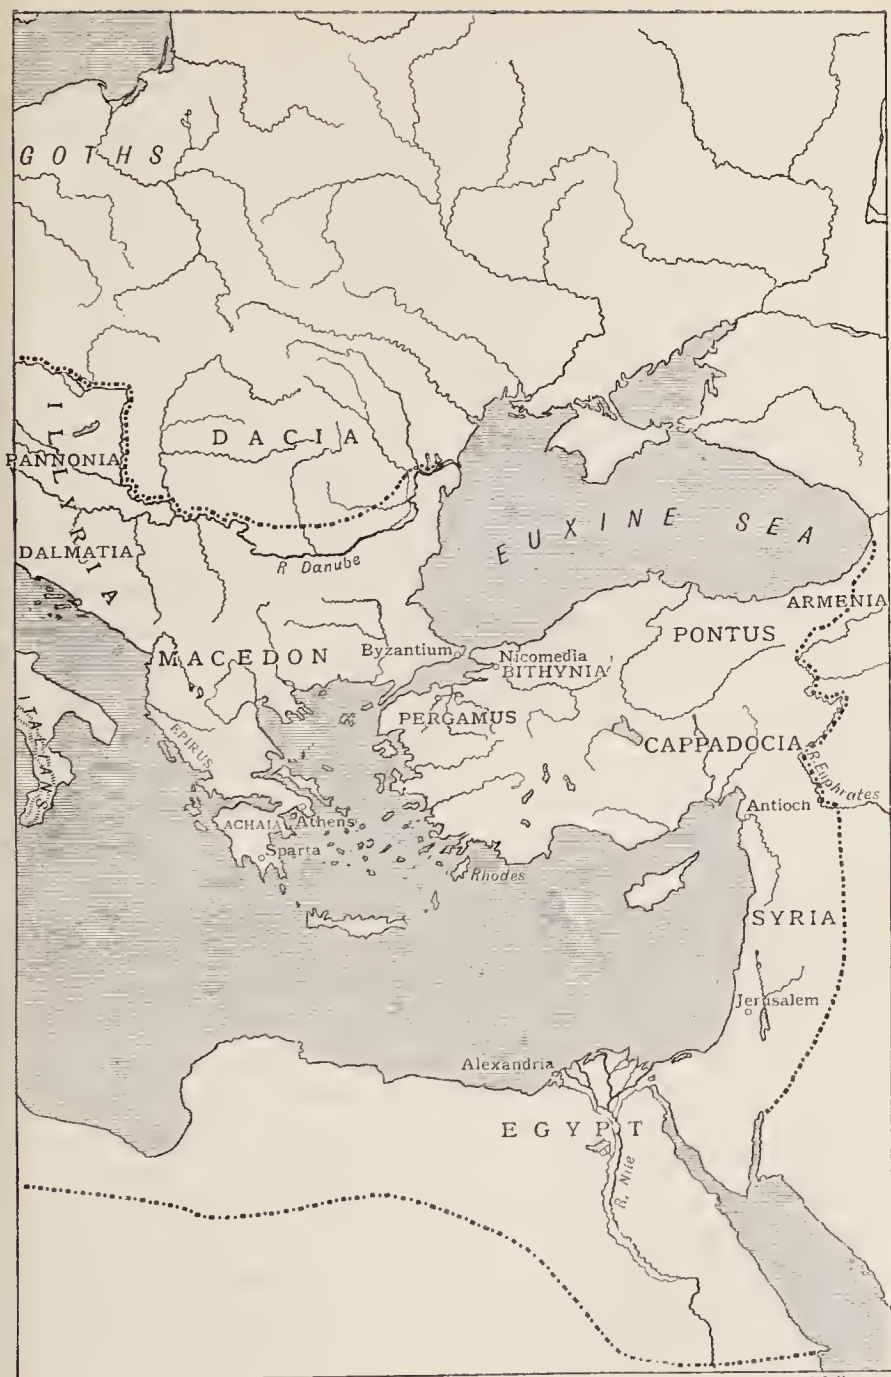 GOTHS
ILLYRIA
DACIA
PANNONIA
EUXINE SEA
DALMATIA
R Danube
ARMENIA
PONTUS
MACEDON
Byzantium
Nicomedia
BITHYNIA
ITALIANS
EPIRUS
PERGAMUS
CAPPADOCIA
R. Euphrates
Antioch
ACHAIA
Athens
Sparta
Rhodes
SYRIA
Jerusalem
Alexandria
EGYPT
R. Nile